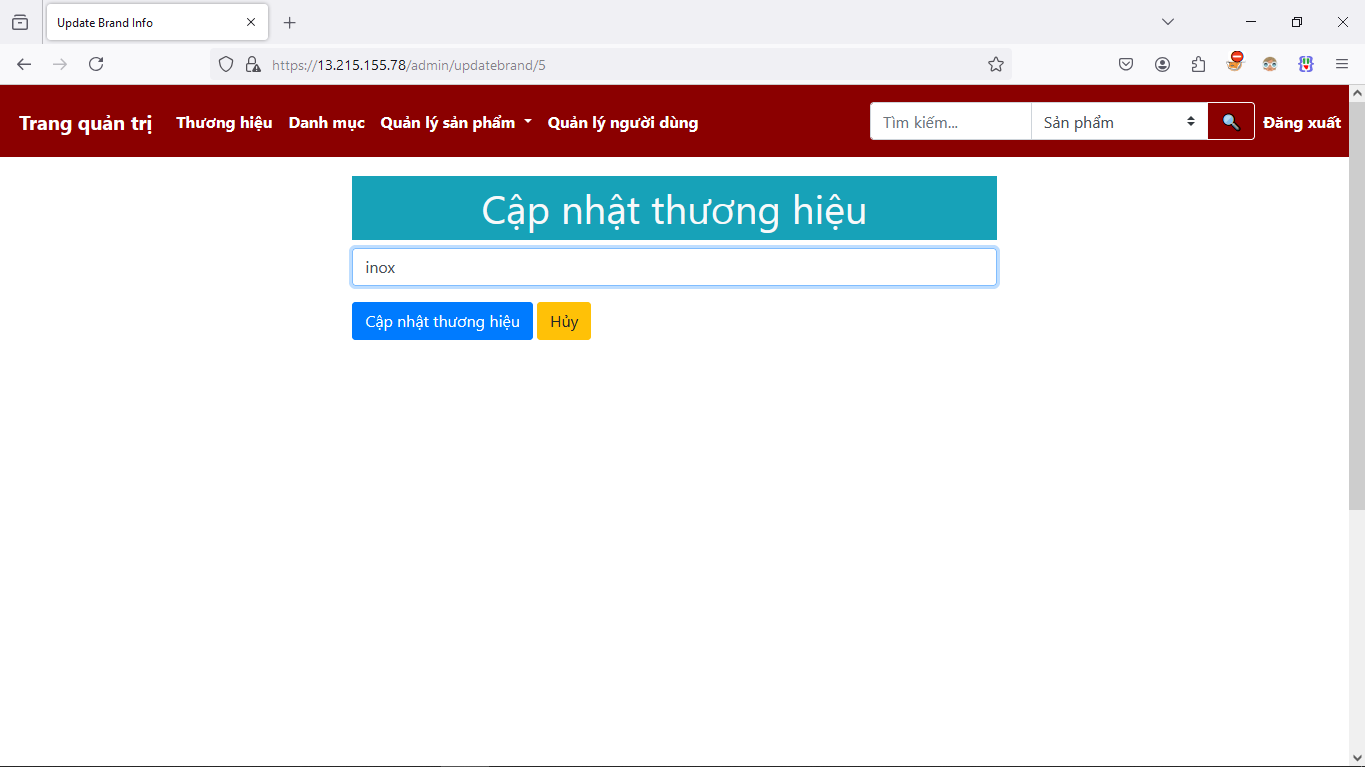 Update Brand Info
https://13.215.155.78/admin/updatebrand/5
Trang quản trị Thương hiệu Danh mục Quản lý sản phẩm Quản lý người dùng Tìm kiếm... Sản phẩm Đăng xuất
Cập nhật thương hiệu
inox
Cập nhật thương hiệu Hủy